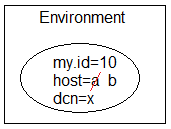 Environment
my.id=10
host=a b
dcn=x